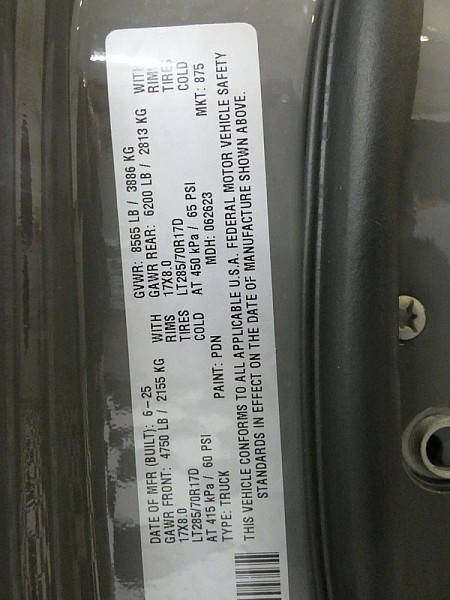 DATE OF MFR (BUILT): 6-25 GVWR: 8565 LB / 3886 KG
GAWR FRONT: 4750 LB / 2155 KG WITH GAWR REAR: 6200 LB / 2813 KG WITH
17X8.0 RIMS 17X8.0 RIMS
LT285/70R17D TIRES LT285/70R17D TIRES
AT 415 kPa / 60 PSI COLD AT 450 kPa / 65 PSI COLD
TYPE: TRUCK PAINT: PDN MDH: 062623 MKT: 875
THIS VEHICLE CONFORMS TO ALL APPLICABLE U.S.A. FEDERAL MOTOR VEHICLE SAFETY
STANDARDS IN EFFECT ON THE DATE OF MANUFACTURE SHOWN ABOVE.